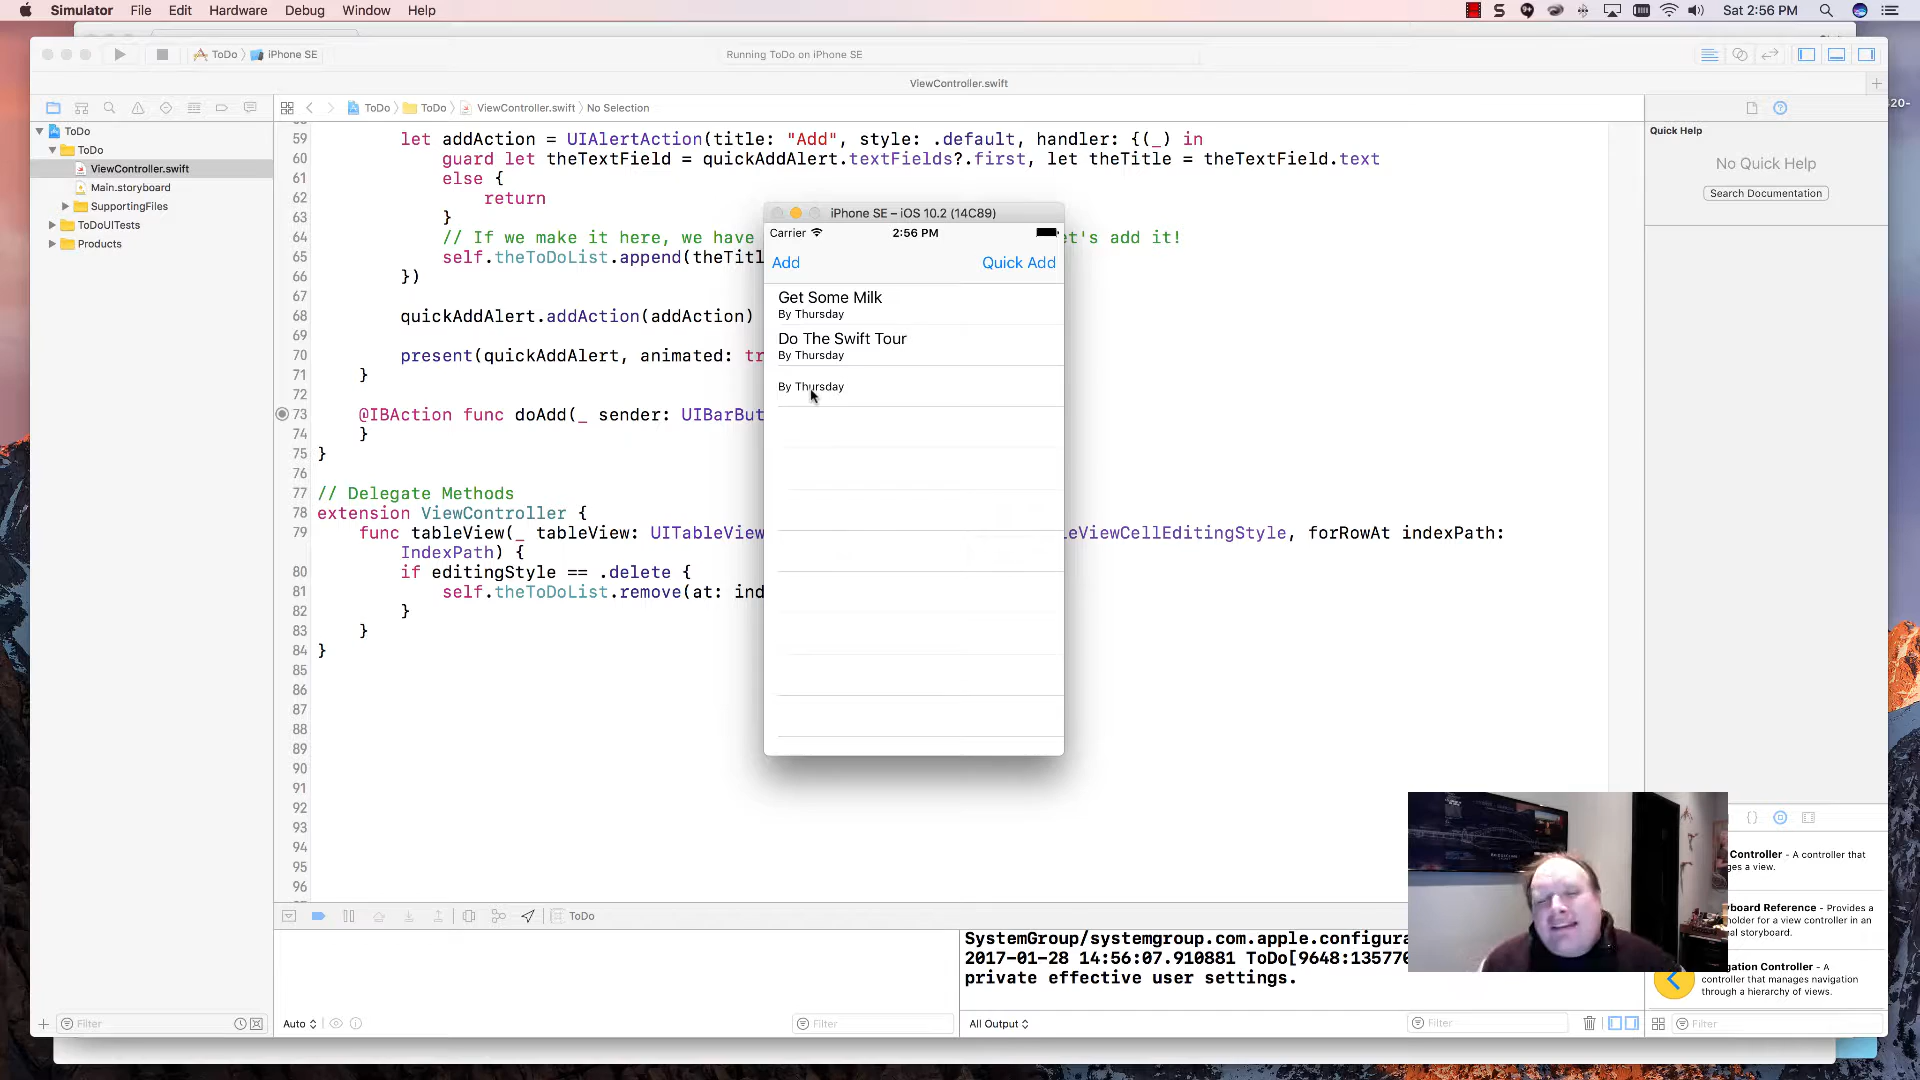 Simulator File Edit Hardware Debug Window Help
Sat 2:56 PM
ToDo iPhone SE
Running ToDo on iPhone SE
ViewController.swift
ToDo ToDo ViewController.swift No Selection
ToDo
ToDo
ViewController.swift
Main.storyboard
SupportingFiles
ToDoUITests
Products
59 let addAction = UIAlertAction(title: "Add", style: .default, handler: {(_) in
60 guard let theTextField = quickAddAlert.textFields?.first, let theTitle = theTextField.text
61 else {
62 return
63 }
64 // If we make it here, we have et's add it!
65 self.theToDoList.append(theTitl
66 })
67
68 quickAddAlert.addAction(addAction)
69
70 present(quickAddAlert, animated: tr
71 }
72
73 @IBAction func doAdd(_ sender: UIBarBut
74 }
75 }
76
77 // Delegate Methods
78 extension ViewController {
79 func tableView(_ tableView: UITableView leViewCellEditingStyle, forRowAt indexPath:
IndexPath) {
80 if editingStyle == .delete {
81 self.theToDoList.remove(at: ind
82 }
83 }
84 }
85
86
87
88
89
90
91
92
93
94
95
96
iPhone SE – iOS 10.2 (14C89)
Carrier 2:56 PM
Add Quick Add
Get Some Milk
By Thursday
Do The Swift Tour
By Thursday
By Thursday
Quick Help
No Quick Help
Search Documentation
20-
Controller - A controller that
ges a view.
yboard Reference - Provides a
holder for a view controller in an
al storyboard.
gation Controller - A
controller that manages navigation
through a hierarchy of views.
ToDo
SystemGroup/systemgroup.com.apple.configura
2017-01-28 14:56:07.910881 ToDo[9648:135770
private effective user settings.
Filter
Auto
Filter
All Output
Filter
Filter